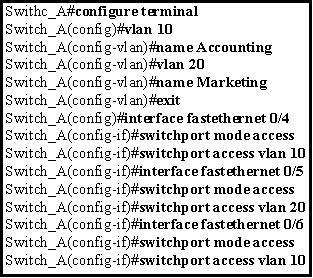 Swithc_A#configure terminal
Switch_A(config)#vlan 10
Switch_A(config-vlan)#name Accounting
Switch_A(config-vlan)#vlan 20
Switch_A(config-vlan)#name Marketing
Switch_A(config-vlan)#exit
Switch_A(config)#interface fastethernet 0/4
Switch_A(config-if)#switchport mode access
Switch_A(config-if)#switchport access vlan 10
Switch_A(config-if)#interface fastethernet 0/5
Switch_A(config-if)#switchport mode access
Switch_A(config-if)#switchport access vlan 20
Switch_A(config-if)#interface fastethernet 0/6
Switch_A(config-if)#switchport mode access
Switch_A(config-if)#switchport access vlan 10